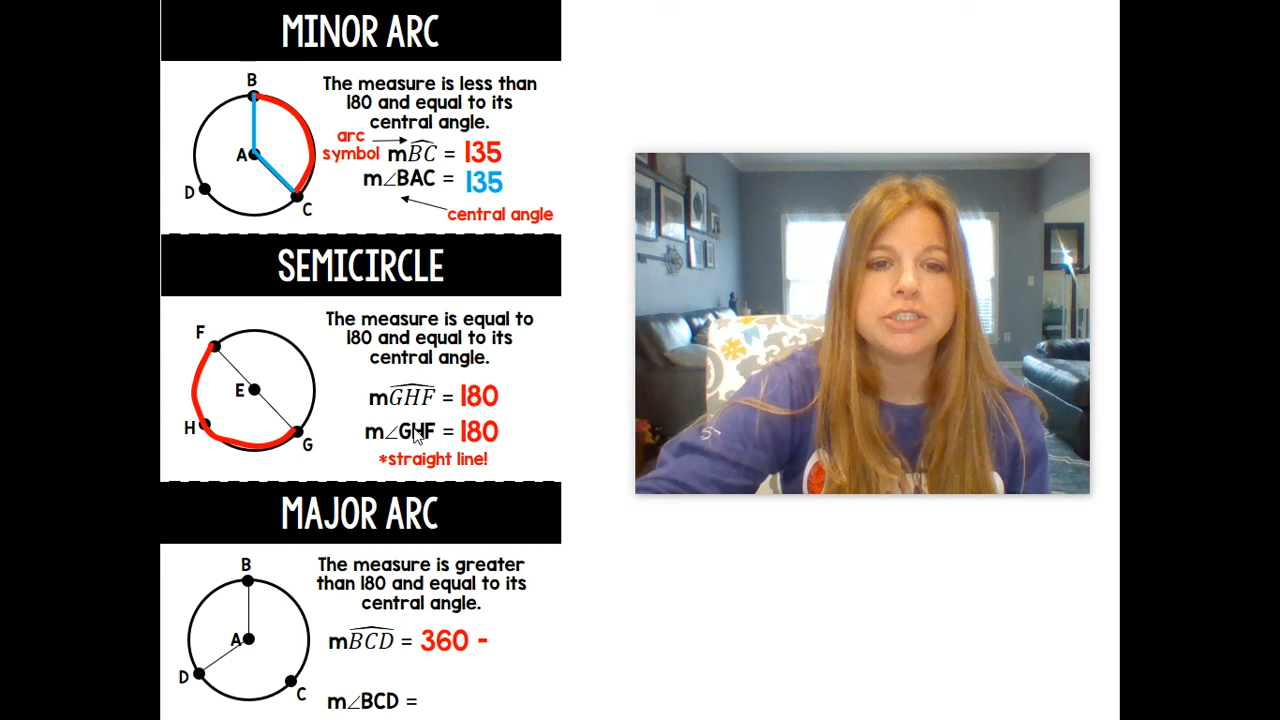 MINOR ARC
B
A
D
C
The measure is less than
180 and equal to its
central angle.
arc
symbol
mBC = 135
m∠BAC = 135
central angle
SEMICIRCLE
F
E
H
G
The measure is equal to
180 and equal to its
central angle.
mGHF = 180
m∠GHF = 180
*straight line!
MAJOR ARC
B
A
D
C
The measure is greater
than 180 and equal to its
central angle.
mBCD = 360 -
m∠BCD =